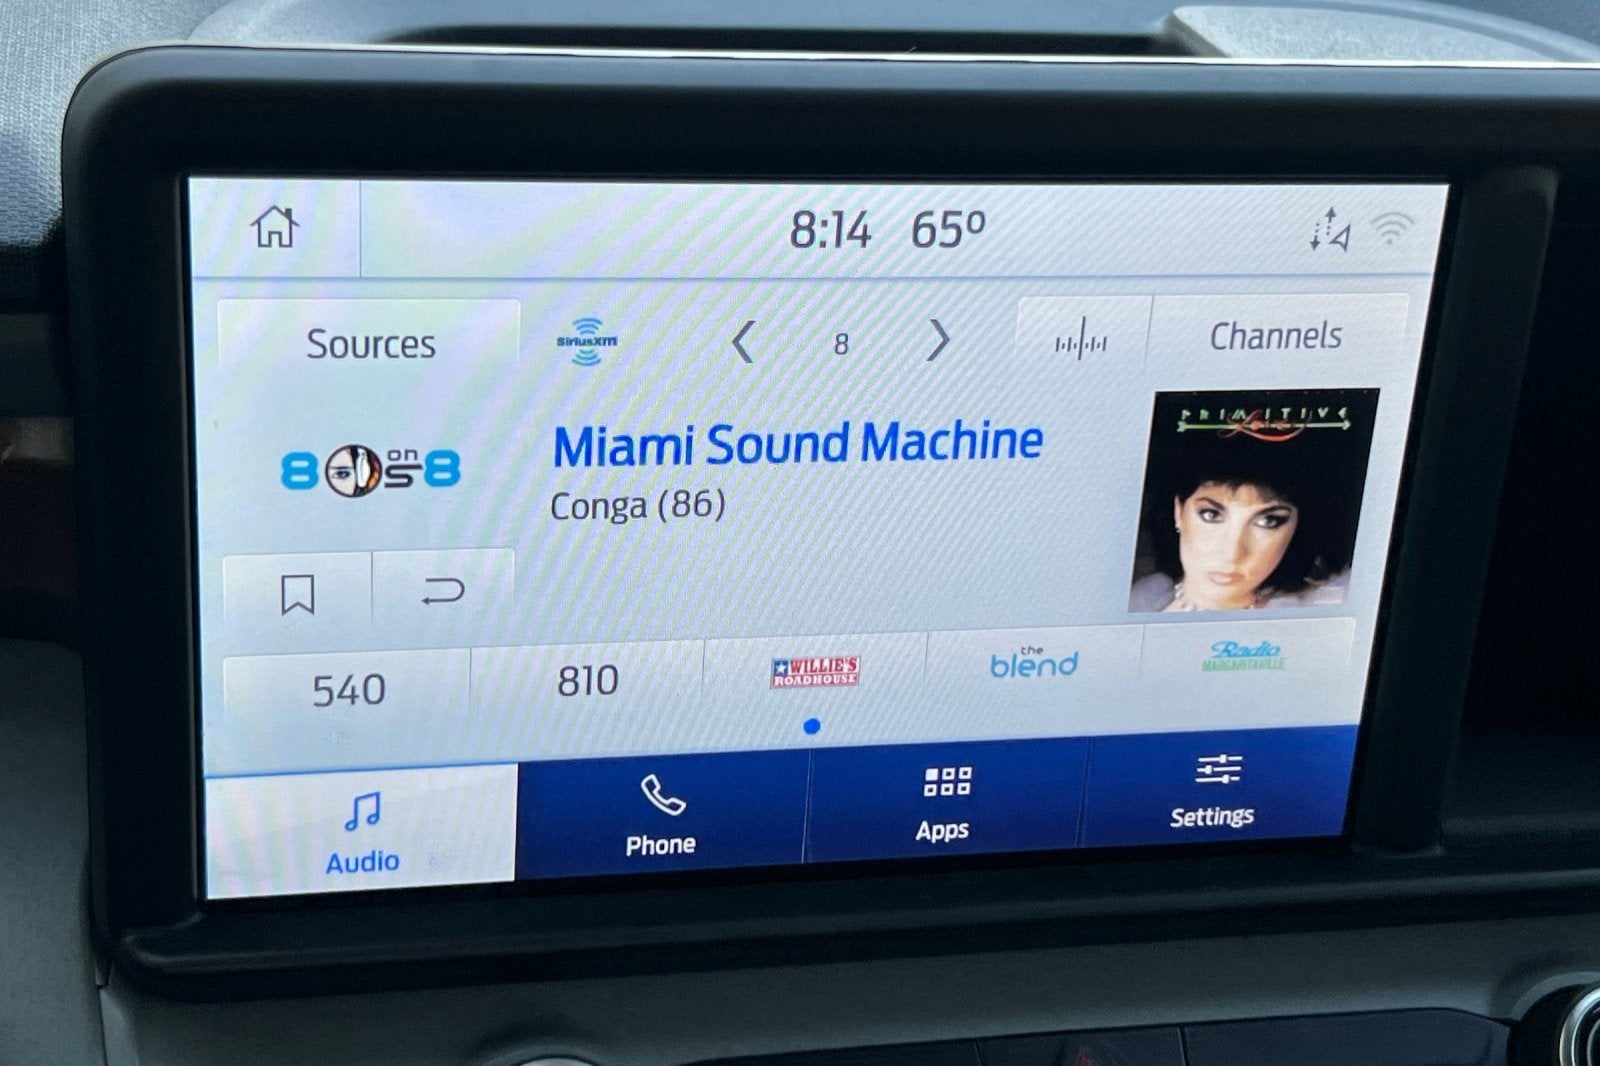 8:14 65°
Sources
SiriusXM
8
Channels
80s on 8
Miami Sound Machine
Conga (86)
PRIMITIVE
Love
540
810
WILLIE'S
ROADHOUSE
the
blend
Radio
MARGARITAVILLE
Audio
Phone
Apps
Settings